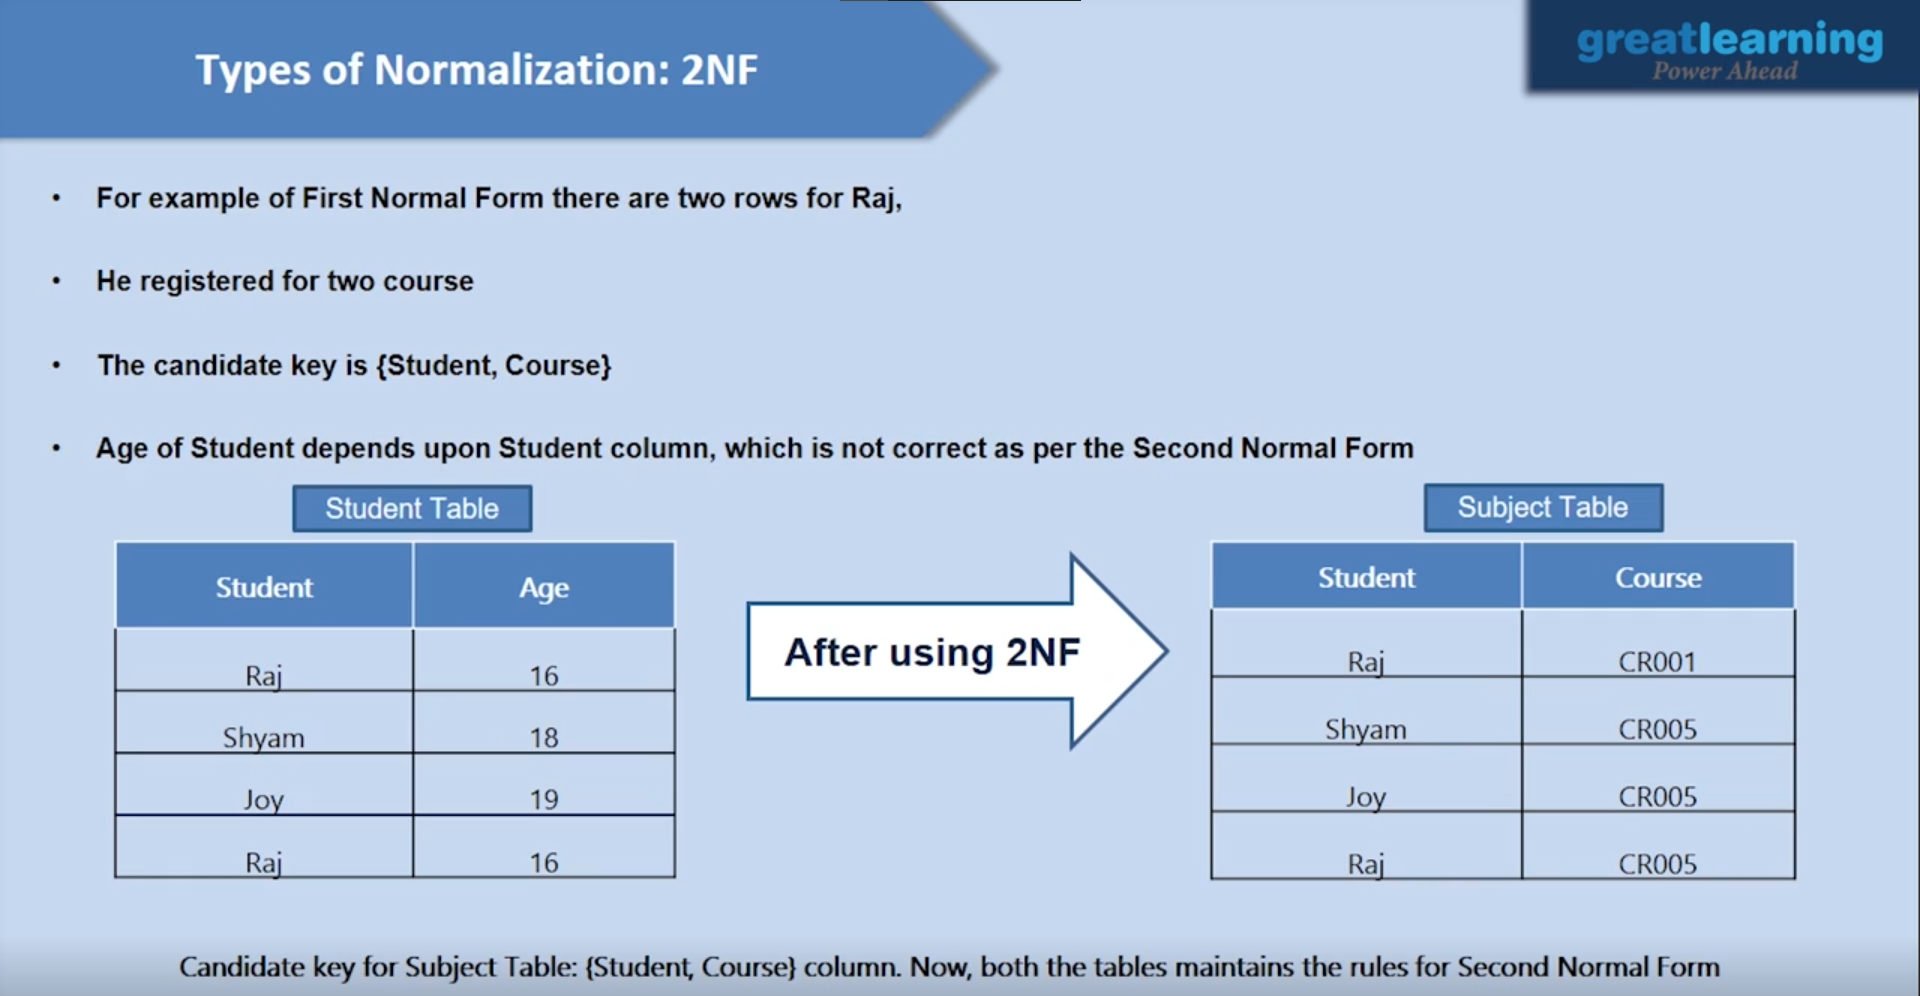 Types of Normalization: 2NF
greatlearning
Power Ahead
• For example of First Normal Form there are two rows for Raj,
• He registered for two course
• The candidate key is {Student, Course}
• Age of Student depends upon Student column, which is not correct as per the Second Normal Form
Student Table
Student Age
Raj 16
Shyam 18
Joy 19
Raj 16
After using 2NF
Subject Table
Student Course
Raj CR001
Shyam CR005
Joy CR005
Raj CR005
Candidate key for Subject Table: {Student, Course} column. Now, both the tables maintains the rules for Second Normal Form